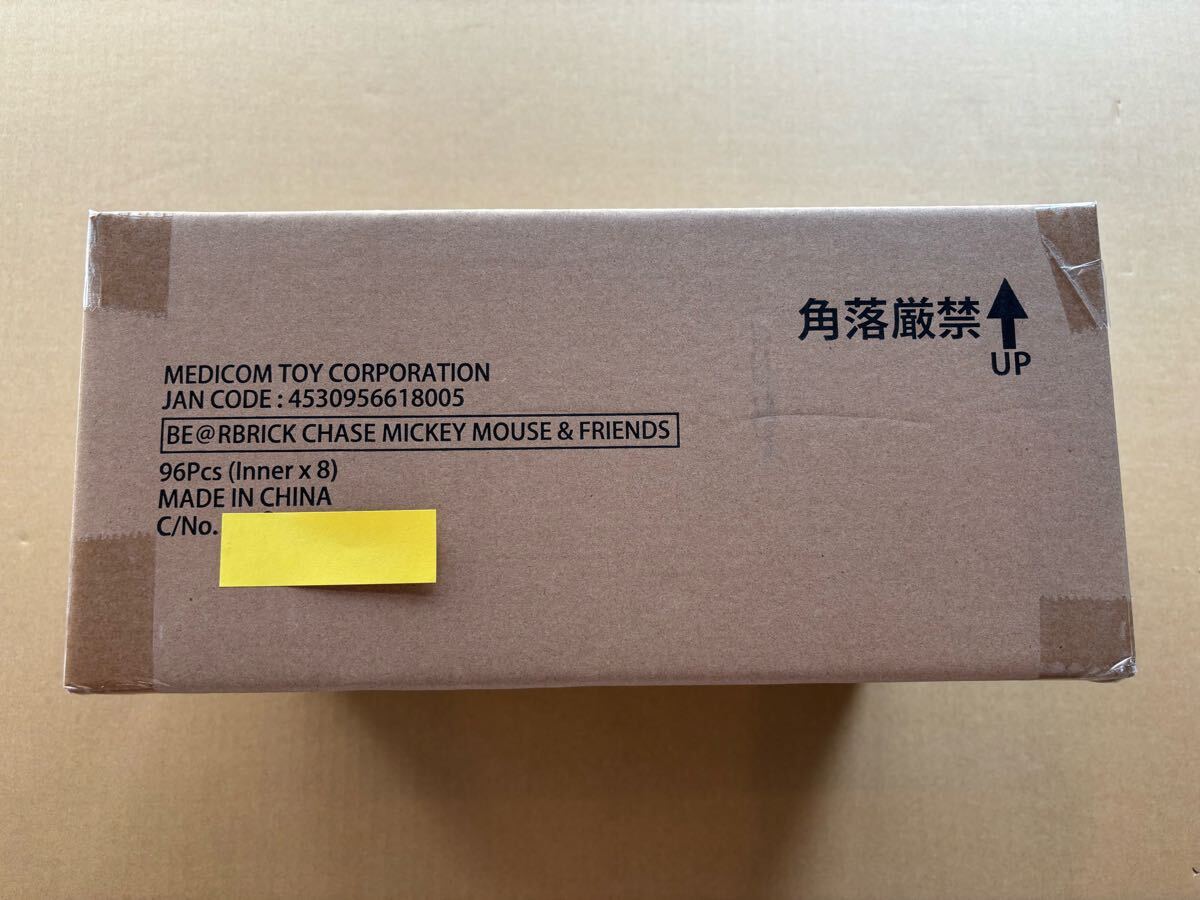 角落厳禁
UP
MEDICOM TOY CORPORATION
JAN CODE : 4530956618005
BE@RBRICK CHASE MICKEY MOUSE & FRIENDS
96Pcs (Inner x 8)
MADE IN CHINA
C/No.